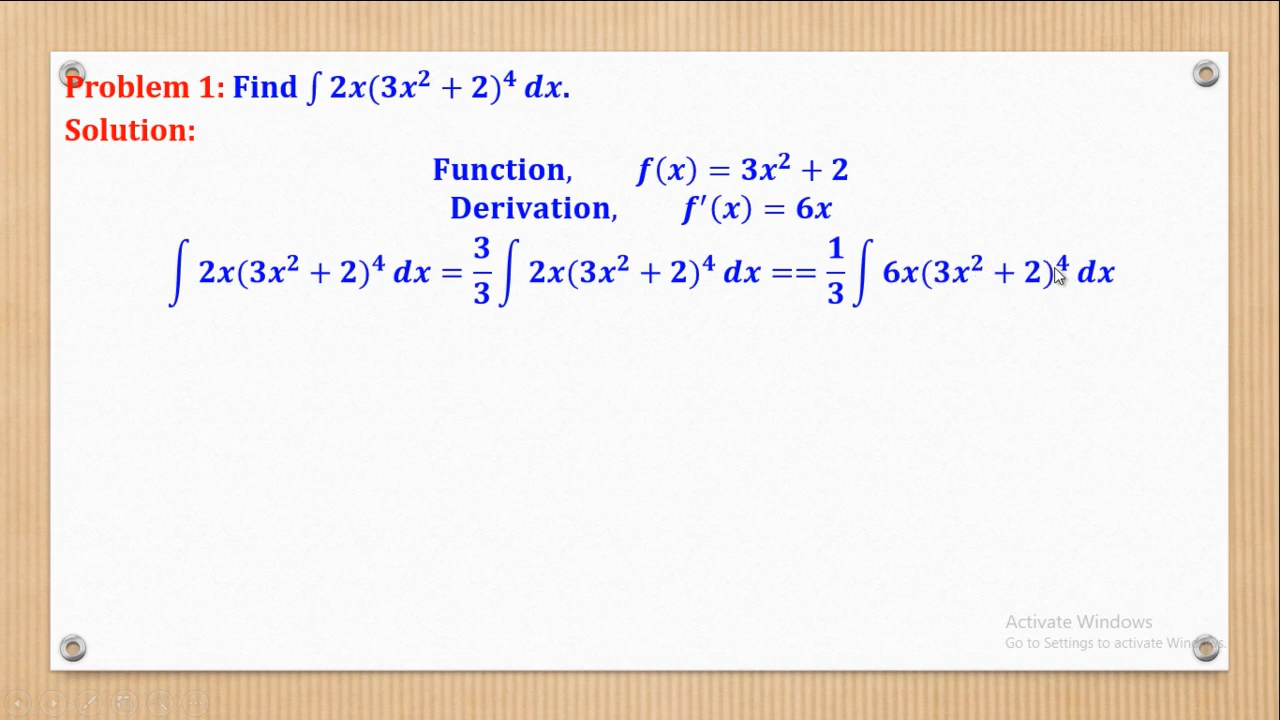 Problem 1: Find ∫ 2x(3x² + 2)⁴ dx.
Solution:
Function, f(x) = 3x² + 2
Derivation, f′(x) = 6x
∫ 2x(3x² + 2)⁴ dx = 3/3 ∫ 2x(3x² + 2)⁴ dx == 1/3 ∫ 6x(3x² + 2)⁴ dx
Activate Windows
Go to Settings to activate Windows.